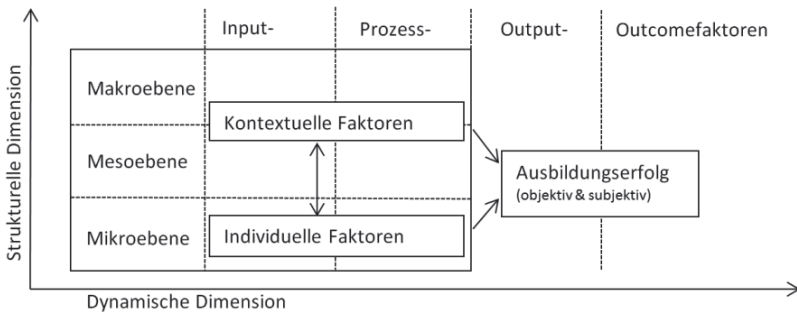 Input-
Prozess-
Output-
Outcomefaktoren
Strukturelle Dimension
Makroebene
Kontextuelle Faktoren
Mesoebene
Ausbildungserfolg
(objektiv & subjektiv)
Mikroebene
Individuelle Faktoren
Dynamische Dimension